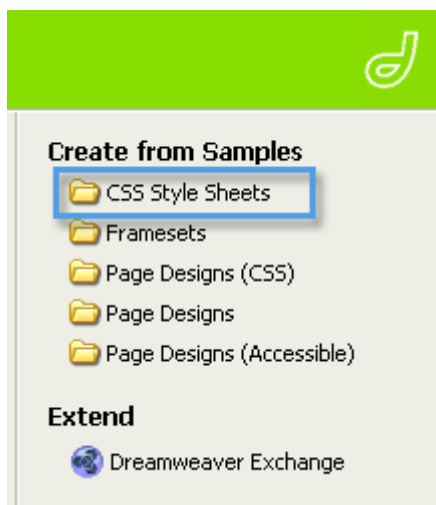 Create from Samples
CSS Style Sheets
Framesets
Page Designs (CSS)
Page Designs
Page Designs (Accessible)
Extend
Dreamweaver Exchange